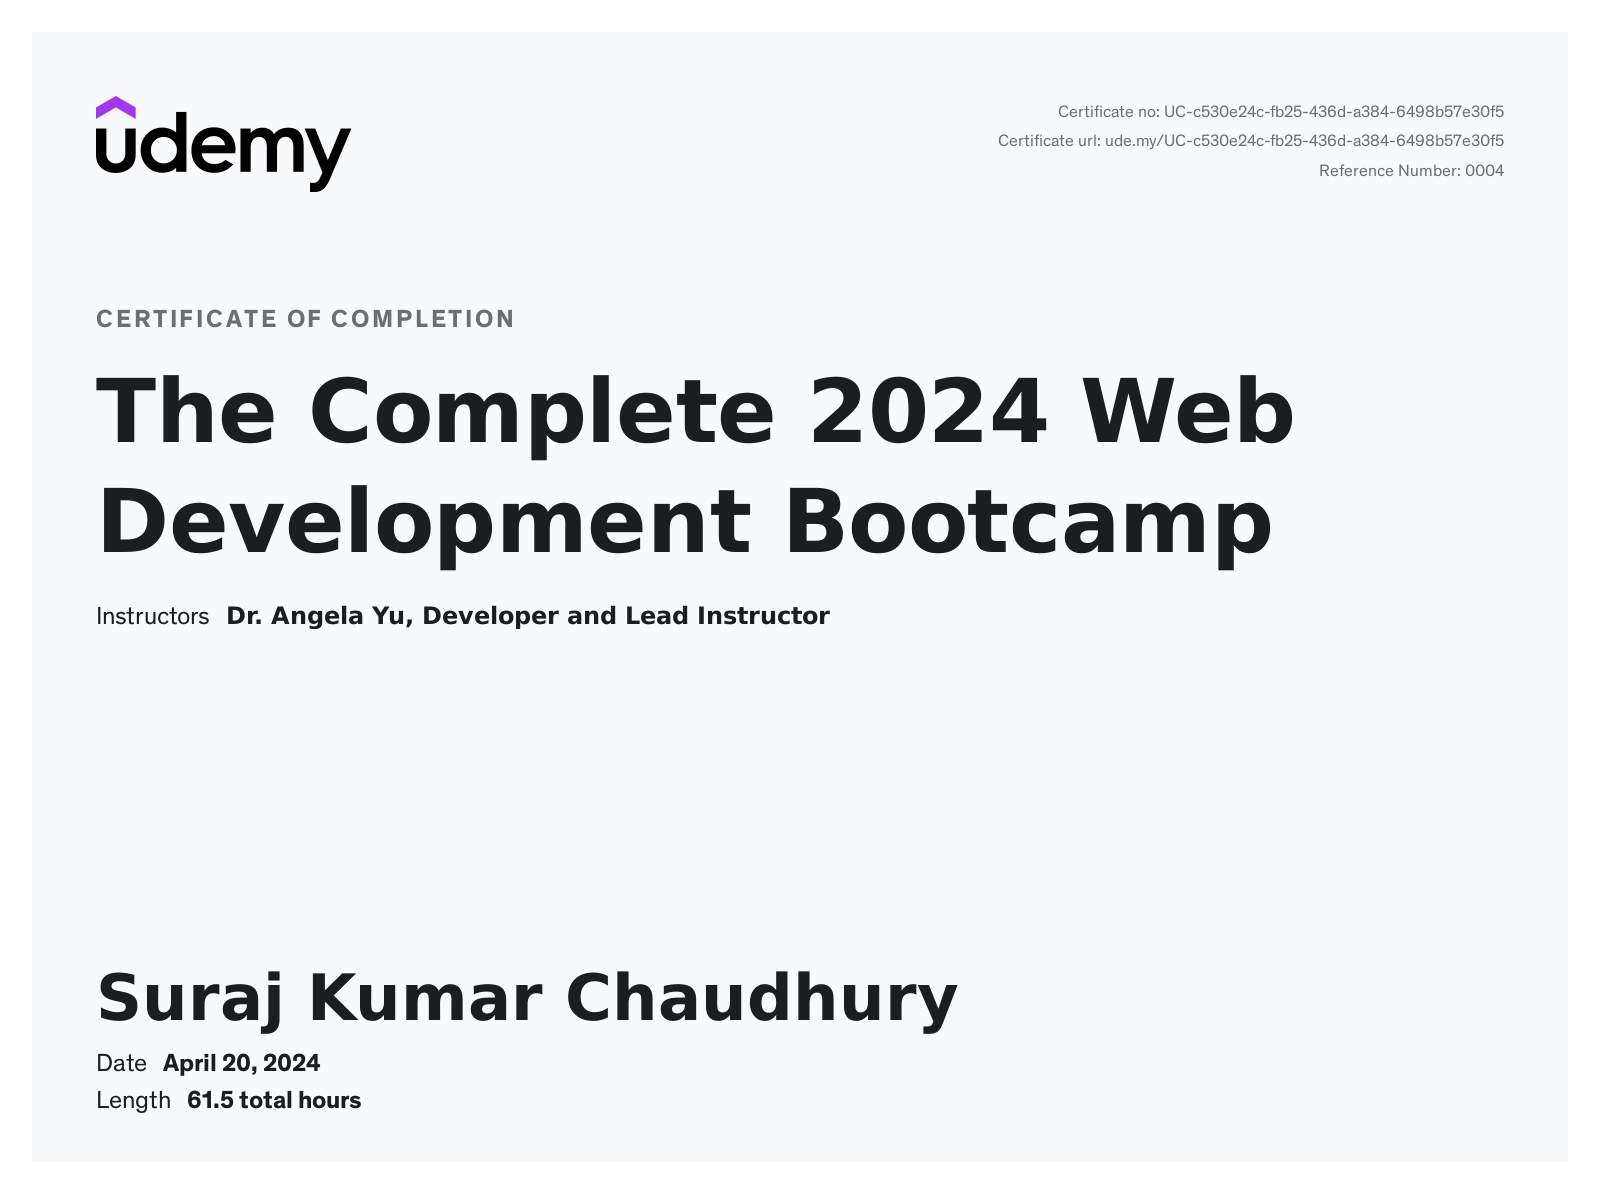 udemy
Certificate no: UC-c530e24c-fb25-436d-a384-6498b57e30f5
Certificate url: ude.my/UC-c530e24c-fb25-436d-a384-6498b57e30f5
Reference Number: 0004
CERTIFICATE OF COMPLETION
The Complete 2024 Web
Development Bootcamp
Instructors Dr. Angela Yu, Developer and Lead Instructor
Suraj Kumar Chaudhury
Date April 20, 2024
Length 61.5 total hours